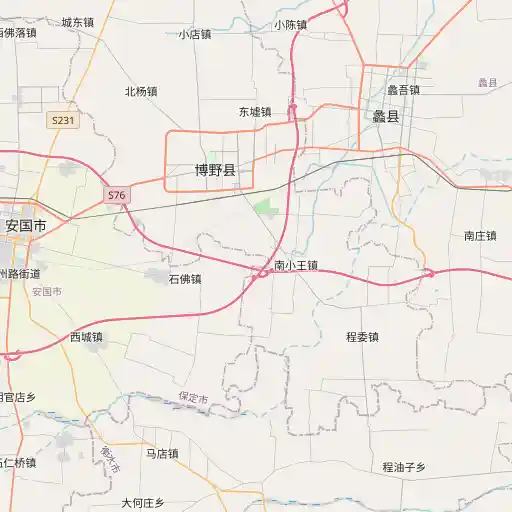 城东镇
小店镇
小陈镇
佛落镇
北杨镇
蠡县
蠡吾镇
东墟镇
蠡县
S231
博野县
S76
安国市
南庄镇
州路街道
南小王镇
石佛镇
安国市
西城镇
程委镇
保定市
官店乡
衡水市
马店镇
伍仁桥镇
程油子乡
大何庄乡